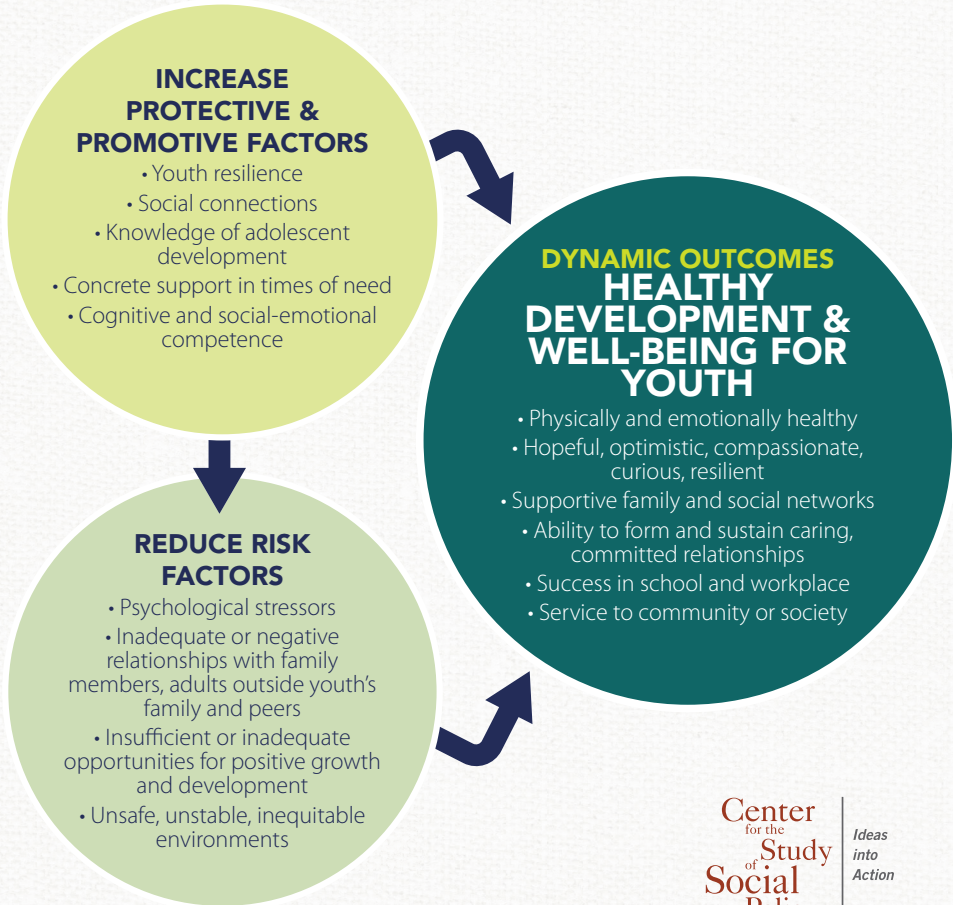 INCREASE
PROTECTIVE &
PROMOTIVE FACTORS
• Youth resilience
• Social connections
• Knowledge of adolescent
development
• Concrete support in times of need
• Cognitive and social-emotional
competence
REDUCE RISK
FACTORS
• Psychological stressors
• Inadequate or negative
relationships with family
members, adults outside youth’s
family and peers
• Insufficient or inadequate
opportunities for positive growth
and development
• Unsafe, unstable, inequitable
environments
DYNAMIC OUTCOMES
HEALTHY
DEVELOPMENT &
WELL-BEING FOR
YOUTH
• Physically and emotionally healthy
• Hopeful, optimistic, compassionate,
curious, resilient
• Supportive family and social networks
• Ability to form and sustain caring,
committed relationships
• Success in school and workplace
• Service to community or society
Center
for the
Study
of
Social
Ideas
into
Action